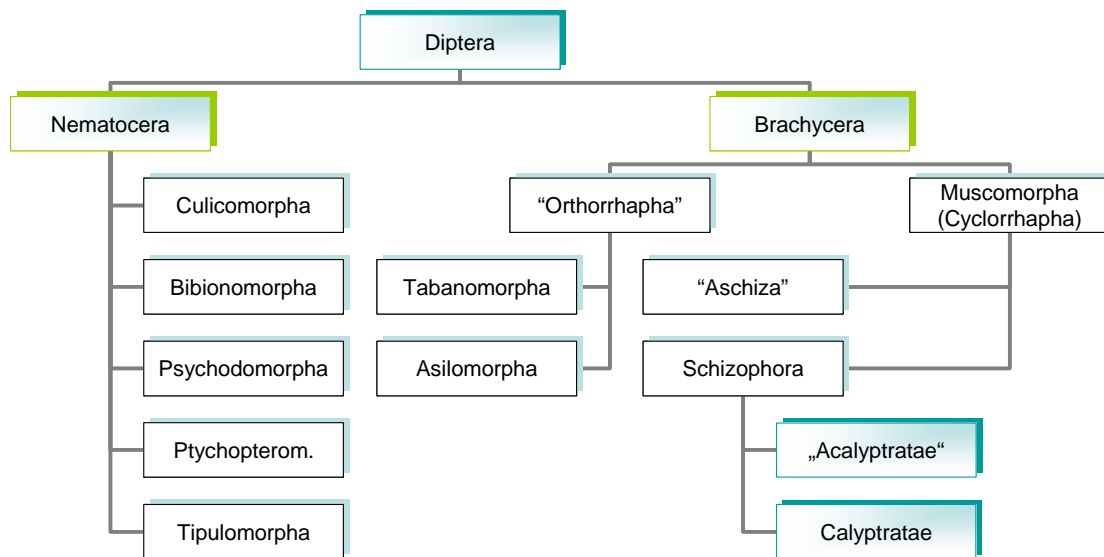 Diptera
Nematocera
Brachycera
Culicomorpha
“Orthorrhapha”
Muscomorpha
(Cyclorrhapha)
Bibionomorpha
Tabanomorpha
“Aschiza”
Psychodomorpha
Asilomorpha
Schizophora
Ptychopterom.
„Acalyptratae“
Tipulomorpha
Calyptratae